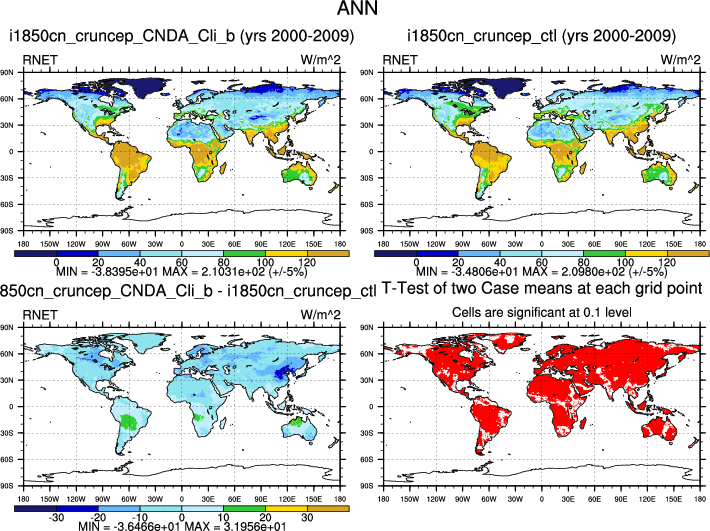 ANN
i1850cn_cruncep_CNDA_Cli_b (yrs 2000-2009)
RNET W/m^2
90N
60N
30N
0
30S
60S
90S
180 150W 120W 90W 60W 30W 0 30E 60E 90E 120E 150E 180
0 20 40 60 80 100 120
MIN = -3.8395e+01 MAX = 2.1031e+02 (+/-5%)
i1850cn_cruncep_ctl (yrs 2000-2009)
RNET W/m^2
90N
60N
30N
0
30S
60S
90S
180 150W 120W 90W 60W 30W 0 30E 60E 90E 120E 150E 180
0 20 40 60 80 100 120
MIN = -3.4806e+01 MAX = 2.0980e+02 (+/-5%)
850cn_cruncep_CNDA_Cli_b - i1850cn_cruncep_ctl
RNET W/m^2
90N
60N
30N
0
30S
60S
90S
180 150W 120W 90W 60W 30W 0 30E 60E 90E 120E 150E 180
-30 -20 -10 0 10 20 30
MIN = -3.6466e+01 MAX = 3.1956e+01
T-Test of two Case means at each grid point
Cells are significant at 0.1 level
90N
60N
30N
0
30S
60S
90S
180 150W 120W 90W 60W 30W 0 30E 60E 90E 120E 150E 180